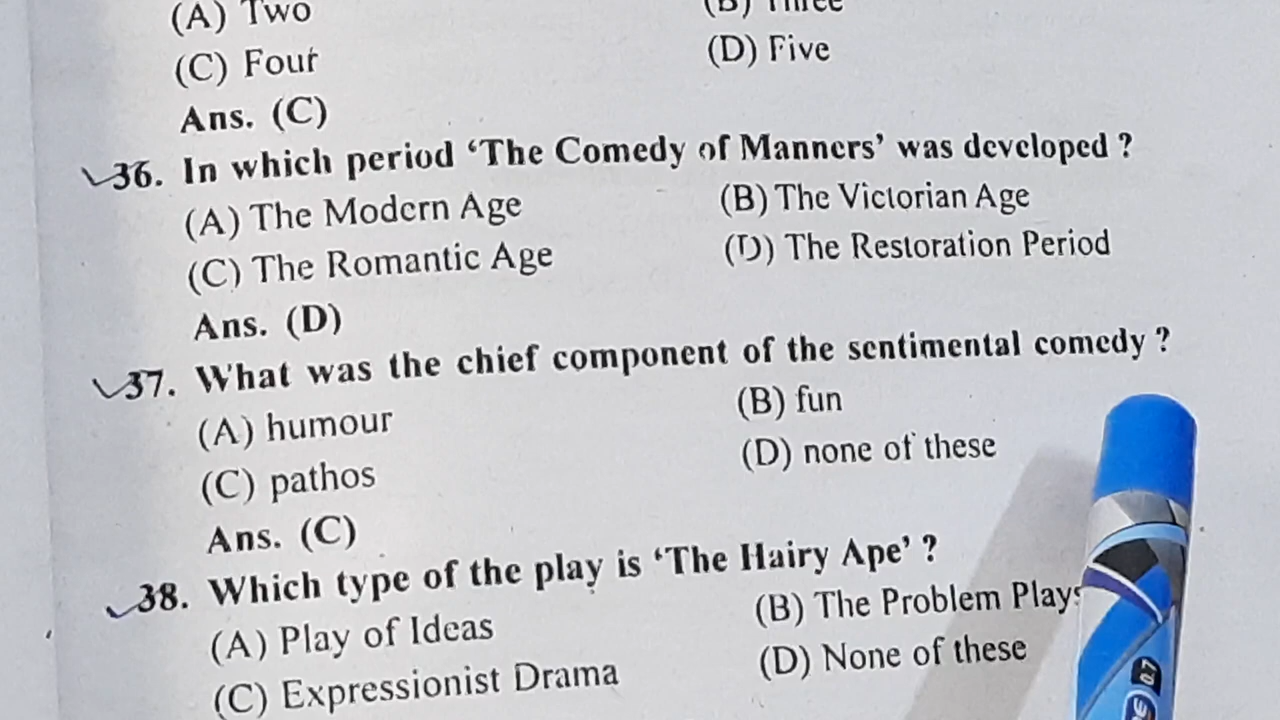 (A) Two (B) Three
(C) Four (D) Five
Ans. (C)
36. In which period ‘The Comedy of Manners’ was developed ?
(A) The Modern Age (B) The Victorian Age
(C) The Romantic Age (D) The Restoration Period
Ans. (D)
37. What was the chief component of the sentimental comedy ?
(A) humour (B) fun
(C) pathos (D) none of these
Ans. (C)
38. Which type of the play is ‘The Hairy Ape’ ?
(A) Play of Ideas (B) The Problem Plays
(C) Expressionist Drama (D) None of these
0.7